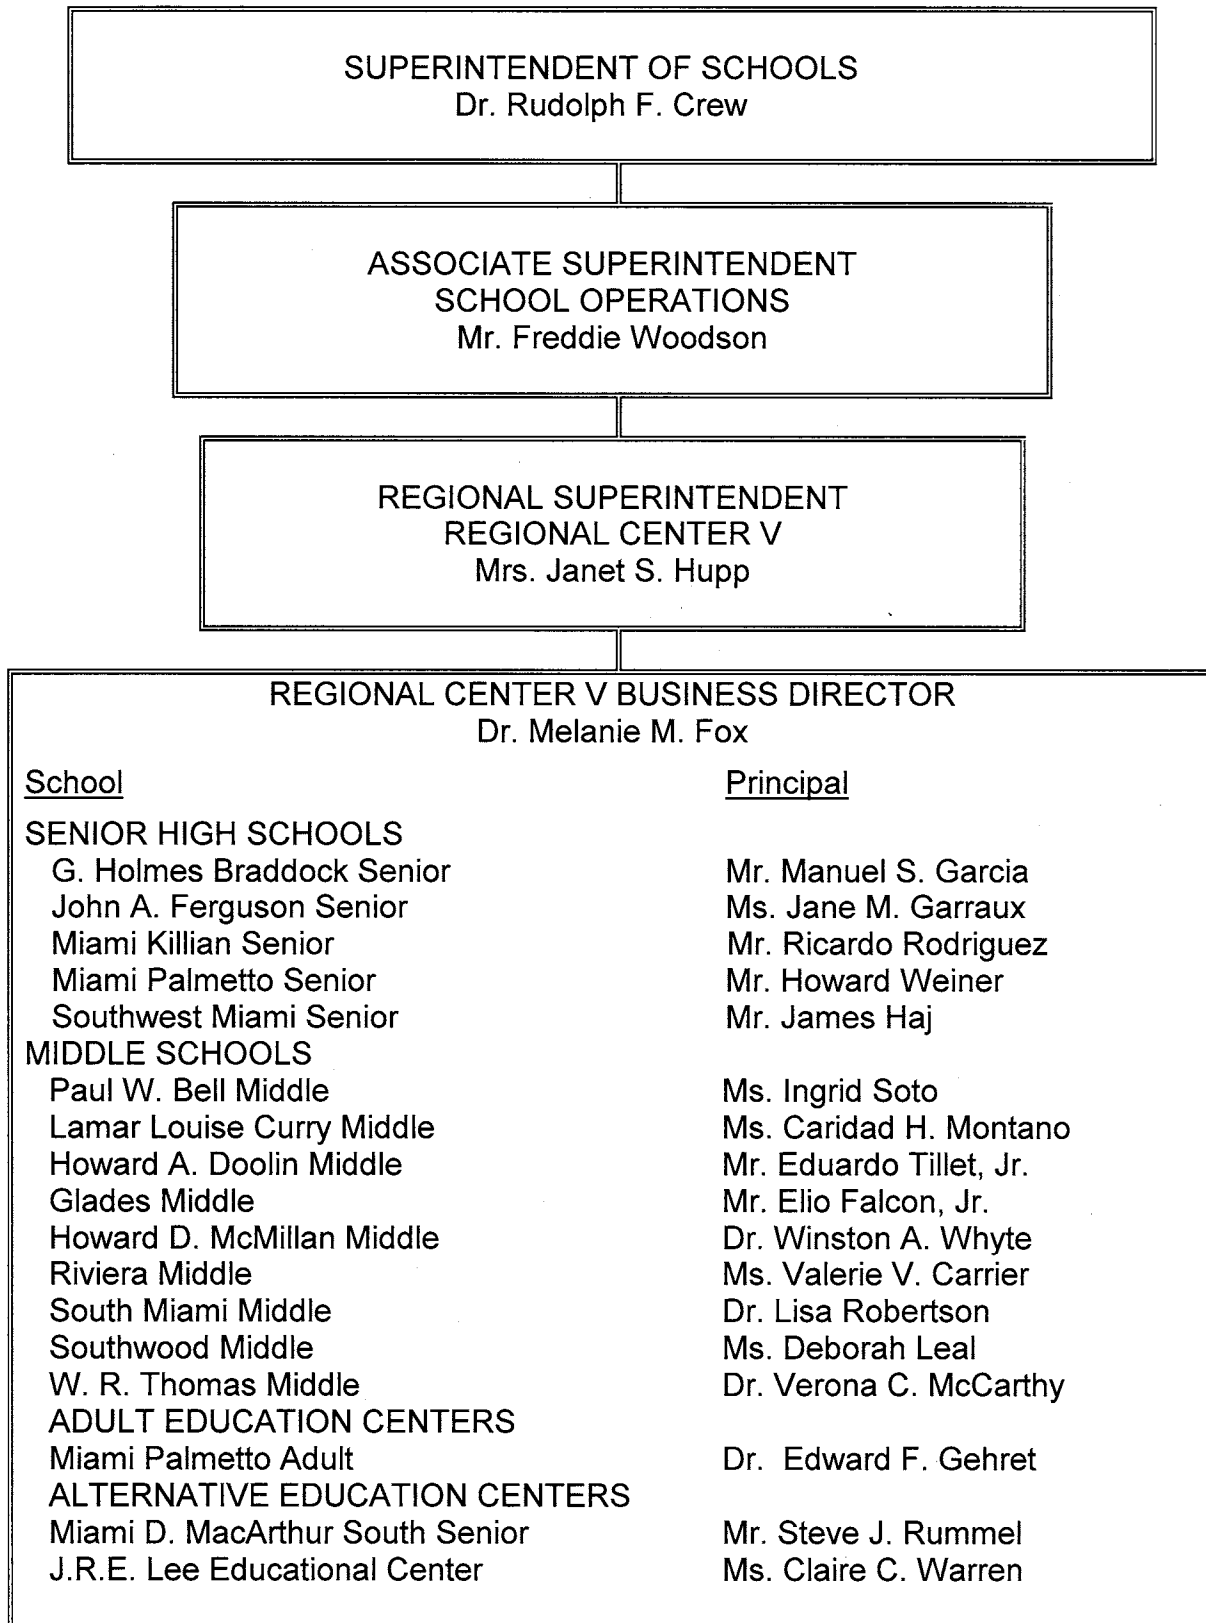 SUPERINTENDENT OF SCHOOLS
Dr. Rudolph F. Crew
ASSOCIATE SUPERINTENDENT
SCHOOL OPERATIONS
Mr. Freddie Woodson
REGIONAL SUPERINTENDENT
REGIONAL CENTER V
Mrs. Janet S. Hupp
REGIONAL CENTER V BUSINESS DIRECTOR
Dr. Melanie M. Fox
School Principal
SENIOR HIGH SCHOOLS
G. Holmes Braddock Senior Mr. Manuel S. Garcia
John A. Ferguson Senior Ms. Jane M. Garraux
Miami Killian Senior Mr. Ricardo Rodriguez
Miami Palmetto Senior Mr. Howard Weiner
Southwest Miami Senior Mr. James Haj
MIDDLE SCHOOLS
Paul W. Bell Middle Ms. Ingrid Soto
Lamar Louise Curry Middle Ms. Caridad H. Montano
Howard A. Doolin Middle Mr. Eduardo Tillet, Jr.
Glades Middle Mr. Elio Falcon, Jr.
Howard D. McMillan Middle Dr. Winston A. Whyte
Riviera Middle Ms. Valerie V. Carrier
South Miami Middle Dr. Lisa Robertson
Southwood Middle Ms. Deborah Leal
W. R. Thomas Middle Dr. Verona C. McCarthy
ADULT EDUCATION CENTERS
Miami Palmetto Adult Dr. Edward F. Gehret
ALTERNATIVE EDUCATION CENTERS
Miami D. MacArthur South Senior Mr. Steve J. Rummel
J.R.E. Lee Educational Center Ms. Claire C. Warren